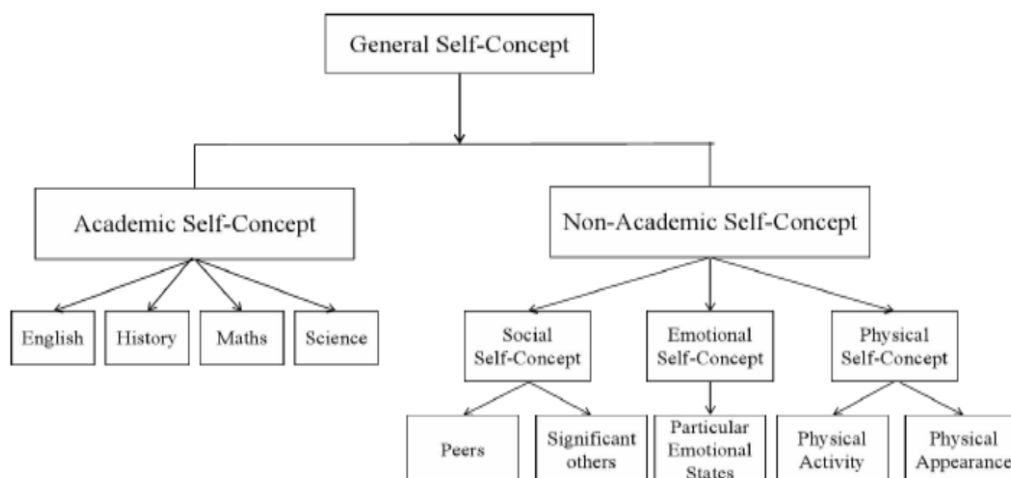 General Self-Concept
Academic Self-Concept
Non-Academic Self-Concept
English
History
Maths
Science
Social
Self-Concept
Emotional
Self-Concept
Physical
Self-Concept
Peers
Significant
others
Particular
Emotional
States
Physical
Activity
Physical
Appearance